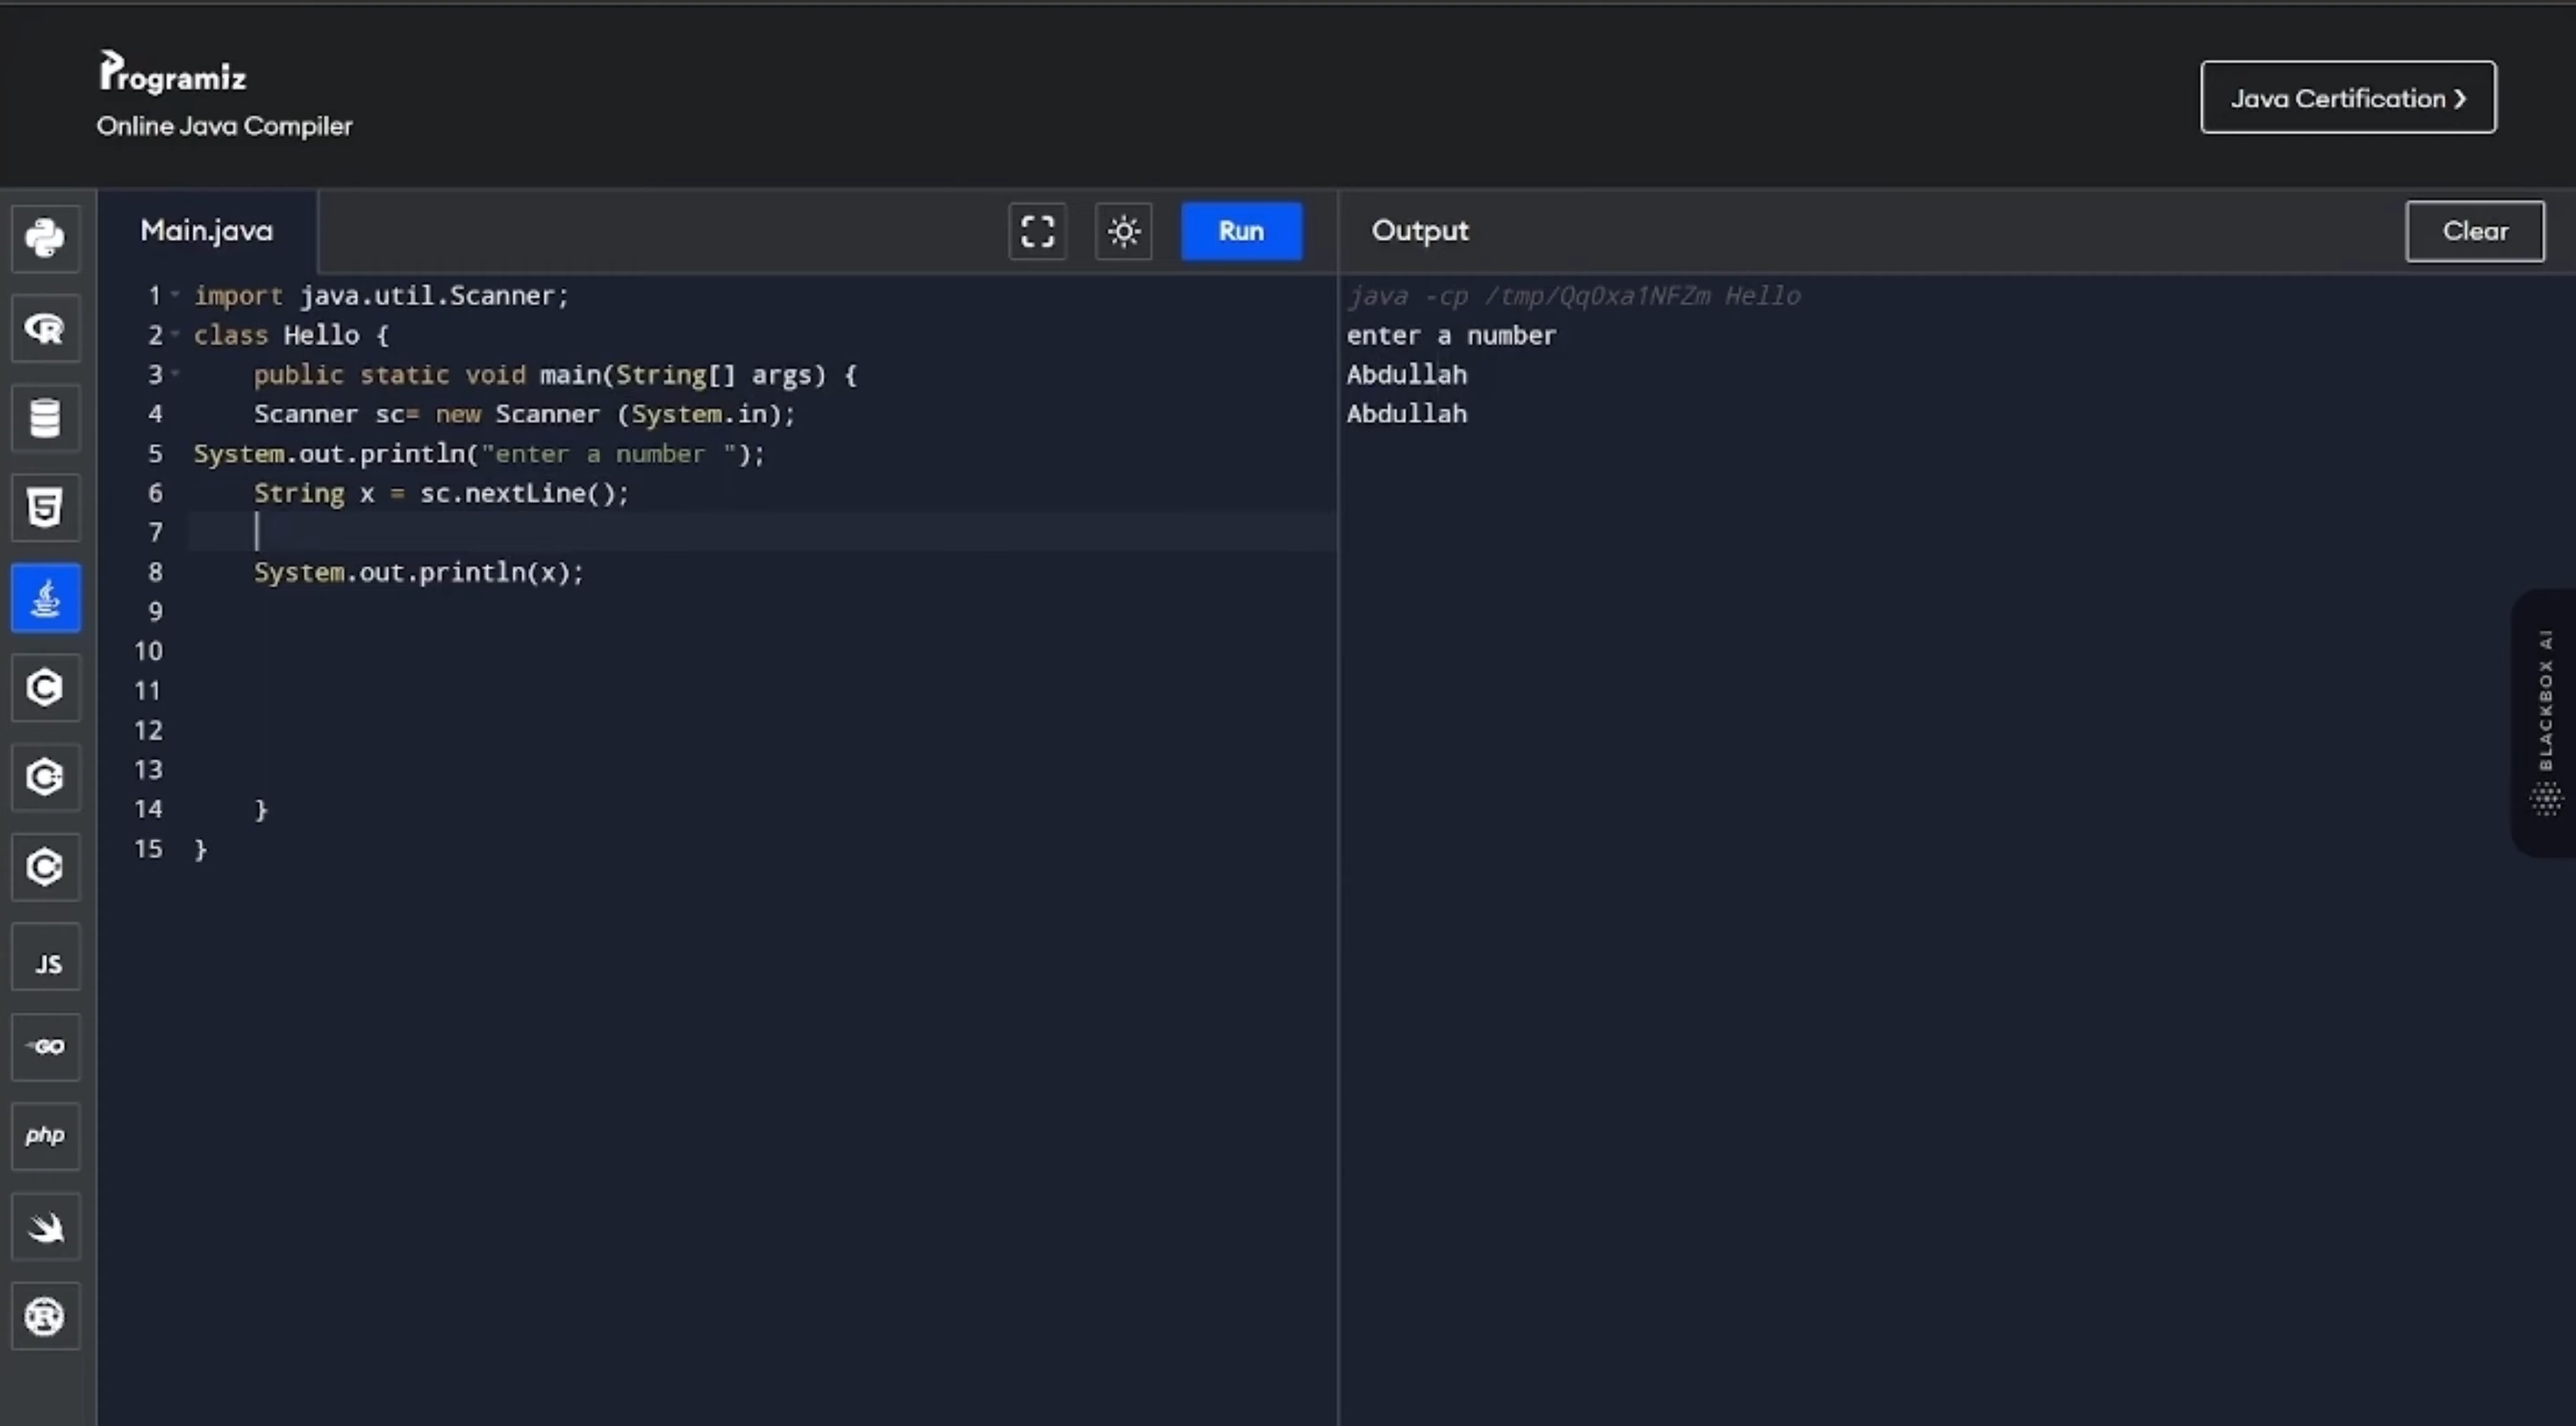 Programiz
Online Java Compiler
Java Certification ❯
Main.java
Run
Output
Clear
1 import java.util.Scanner;
2 class Hello {
3     public static void main(String[] args) {
4     Scanner sc= new Scanner (System.in);
5 System.out.println("enter a number ");
6     String x = sc.nextLine();
7
8     System.out.println(x);
9
10
11
12
13
14     }
15 }
java -cp /tmp/Qq0xa1NFZm Hello
enter a number
Abdullah
Abdullah
R
5
C
C
C
JS
GO
php
R
BLACKBOX AI